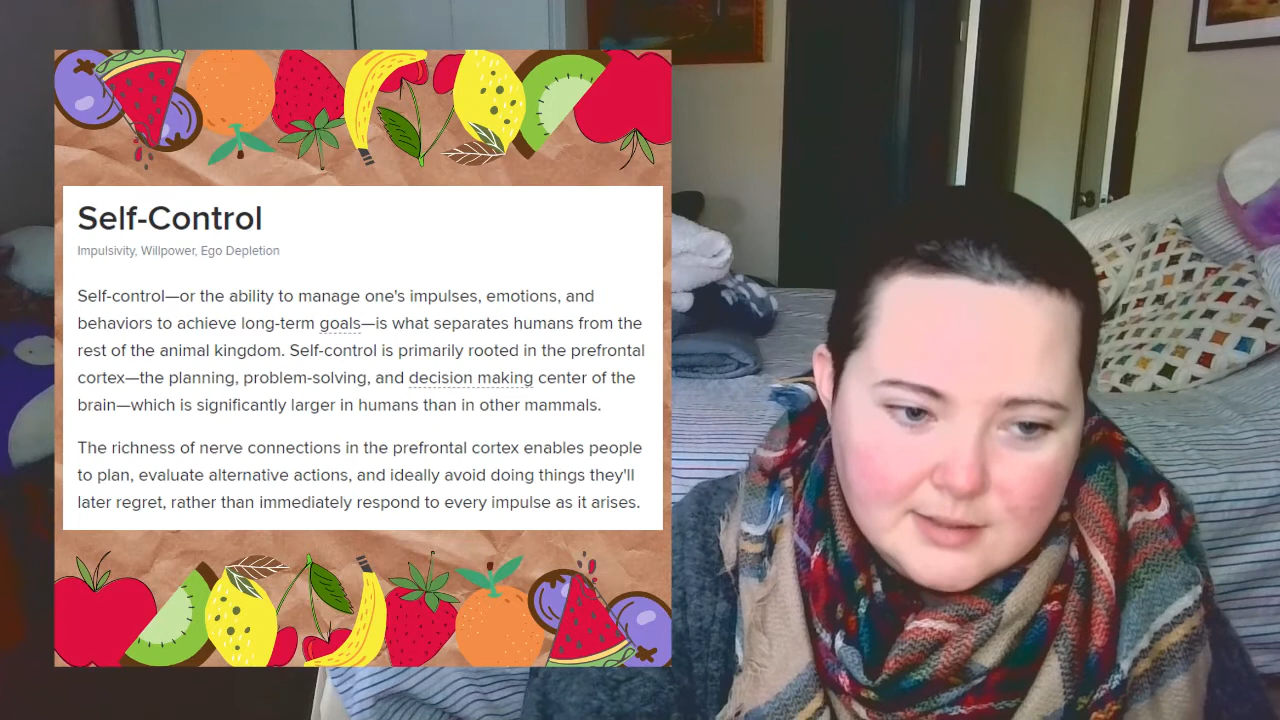 Self-Control
Impulsivity, Willpower, Ego Depletion
Self-control—or the ability to manage one's impulses, emotions, and
behaviors to achieve long-term goals—is what separates humans from the
rest of the animal kingdom. Self-control is primarily rooted in the prefrontal
cortex—the planning, problem-solving, and decision making center of the
brain—which is significantly larger in humans than in other mammals.
The richness of nerve connections in the prefrontal cortex enables people
to plan, evaluate alternative actions, and ideally avoid doing things they'll
later regret, rather than immediately respond to every impulse as it arises.